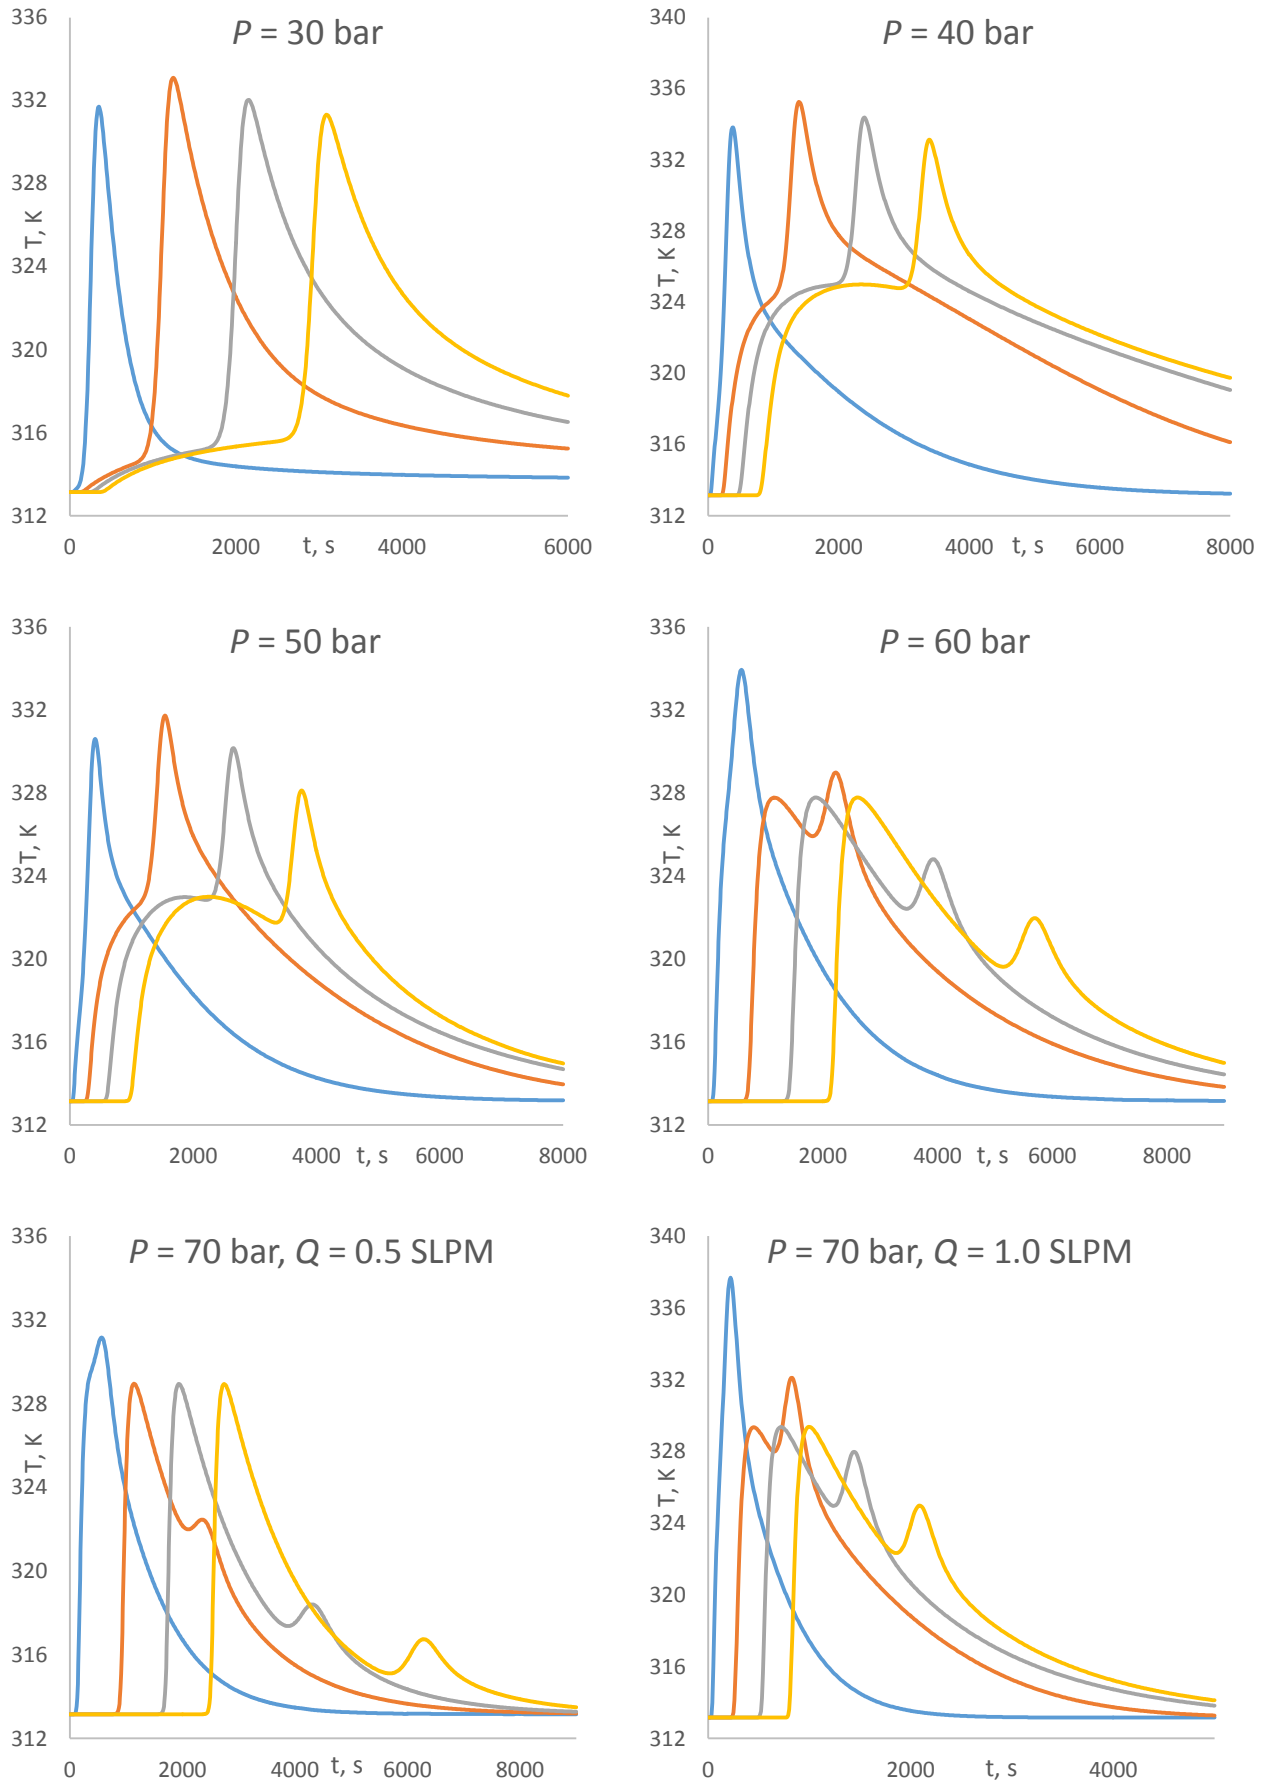 P = 30 bar
336
332
328
324
320
316
312
T, K
0 2000 t, s 4000 6000
P = 40 bar
340
336
332
328
324
320
316
312
T, K
0 2000 4000 t, s 6000 8000
P = 50 bar
336
332
328
324
320
316
312
T, K
0 2000 4000 t, s 6000 8000
P = 60 bar
336
332
328
324
320
316
312
T, K
0 2000 4000 t, s 6000 8000
P = 70 bar, Q = 0.5 SLPM
336
332
328
324
320
316
312
T, K
0 2000 4000 t, s 6000 8000
P = 70 bar, Q = 1.0 SLPM
340
336
332
328
324
320
316
312
T, K
0 2000 t, s 4000